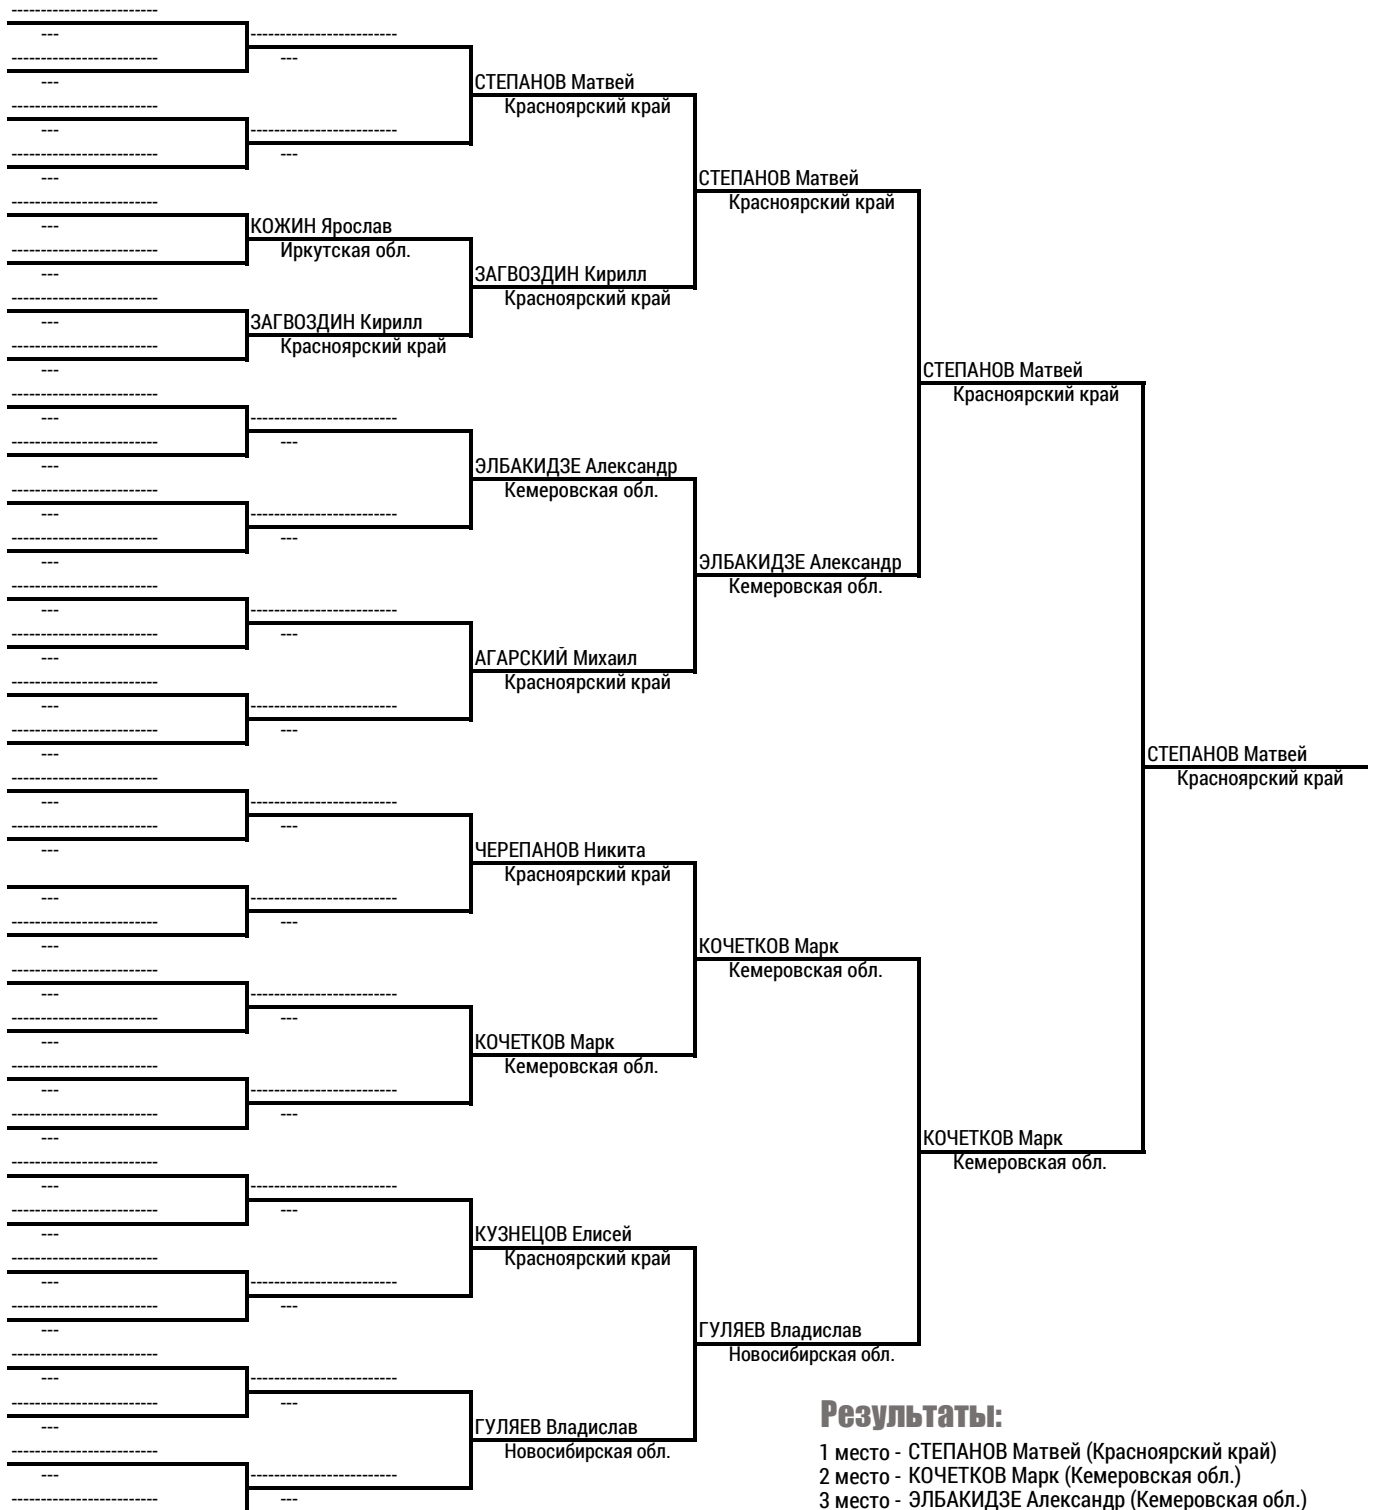 СТЕПАНОВ Матвей
Красноярский край
СТЕПАНОВ Матвей
Красноярский край
КОЖИН Ярослав
Иркутская обл.
ЗАГВОЗДИН Кирилл
Красноярский край
ЗАГВОЗДИН Кирилл
Красноярский край
СТЕПАНОВ Матвей
Красноярский край
ЭЛБАКИДЗЕ Александр
Кемеровская обл.
ЭЛБАКИДЗЕ Александр
Кемеровская обл.
АГАРСКИЙ Михаил
Красноярский край
СТЕПАНОВ Матвей
Красноярский край
ЧЕРЕПАНОВ Никита
Красноярский край
КОЧЕТКОВ Марк
Кемеровская обл.
КОЧЕТКОВ Марк
Кемеровская обл.
КОЧЕТКОВ Марк
Кемеровская обл.
КУЗНЕЦОВ Елисей
Красноярский край
ГУЛЯЕВ Владислав
Новосибирская обл.
ГУЛЯЕВ Владислав
Новосибирская обл.
Результаты:
1 место - СТЕПАНОВ Матвей (Красноярский край)
2 место - КОЧЕТКОВ Марк (Кемеровская обл.)
3 место - ЭЛБАКИДЗЕ Александр (Кемеровская обл.)